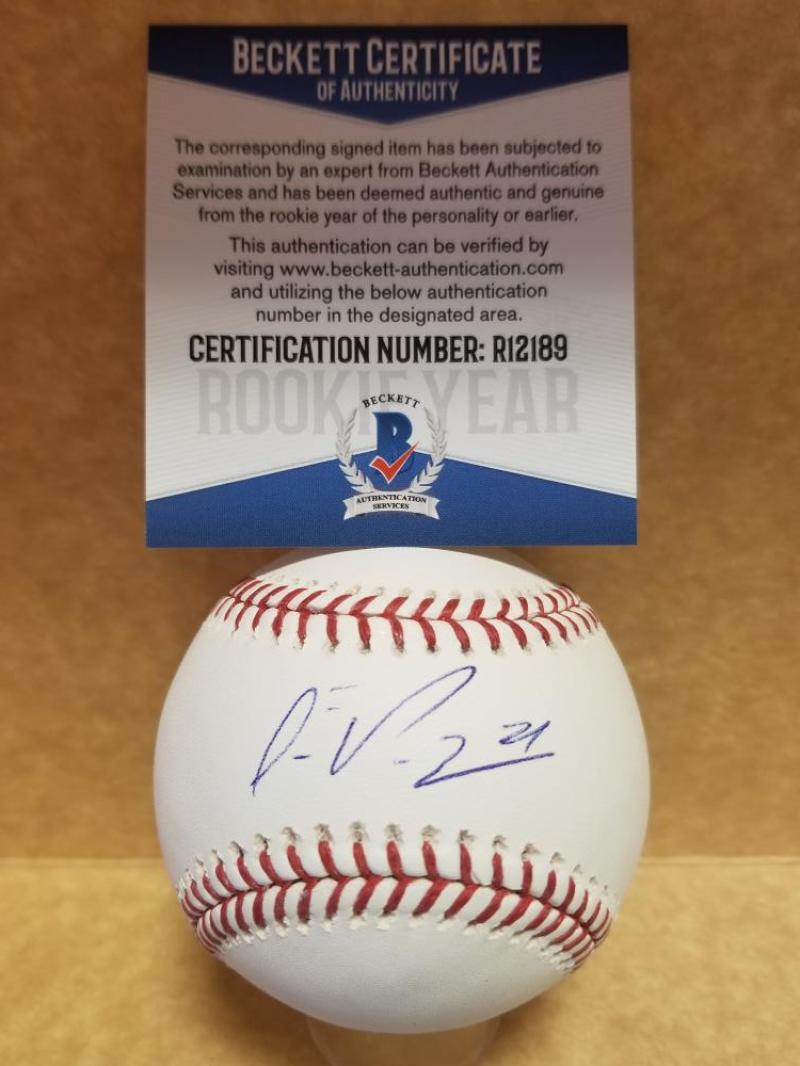 BECKETT CERTIFICATE
OF AUTHENTICITY
The corresponding signed item has been subjected to
examination by an expert from Beckett Authentication
Services and has been deemed authentic and genuine
from the rookie year of the personality or earlier.
This authentication can be verified by
visiting www.beckett-authentication.com
and utilizing the below authentication
number in the designated area.
CERTIFICATION NUMBER: R12189
ROOKIE YEAR
BECKETT
B
AUTHENTICATION
SERVICES
21